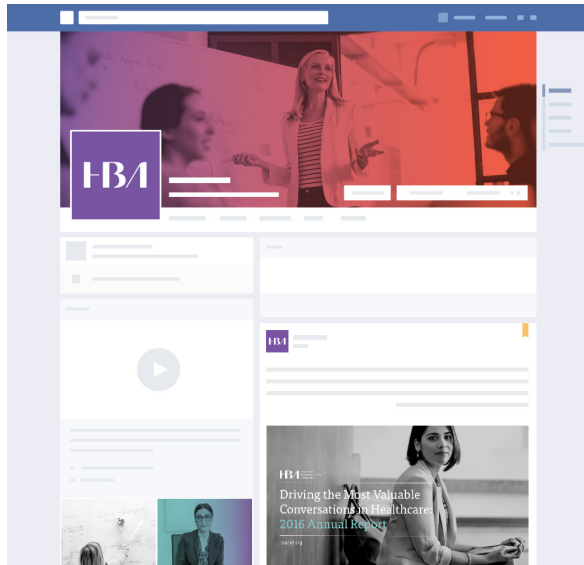 HBA
HBA
HBA
Driving the Most Valuable
Conversations in Healthcare:
2016 Annual Report